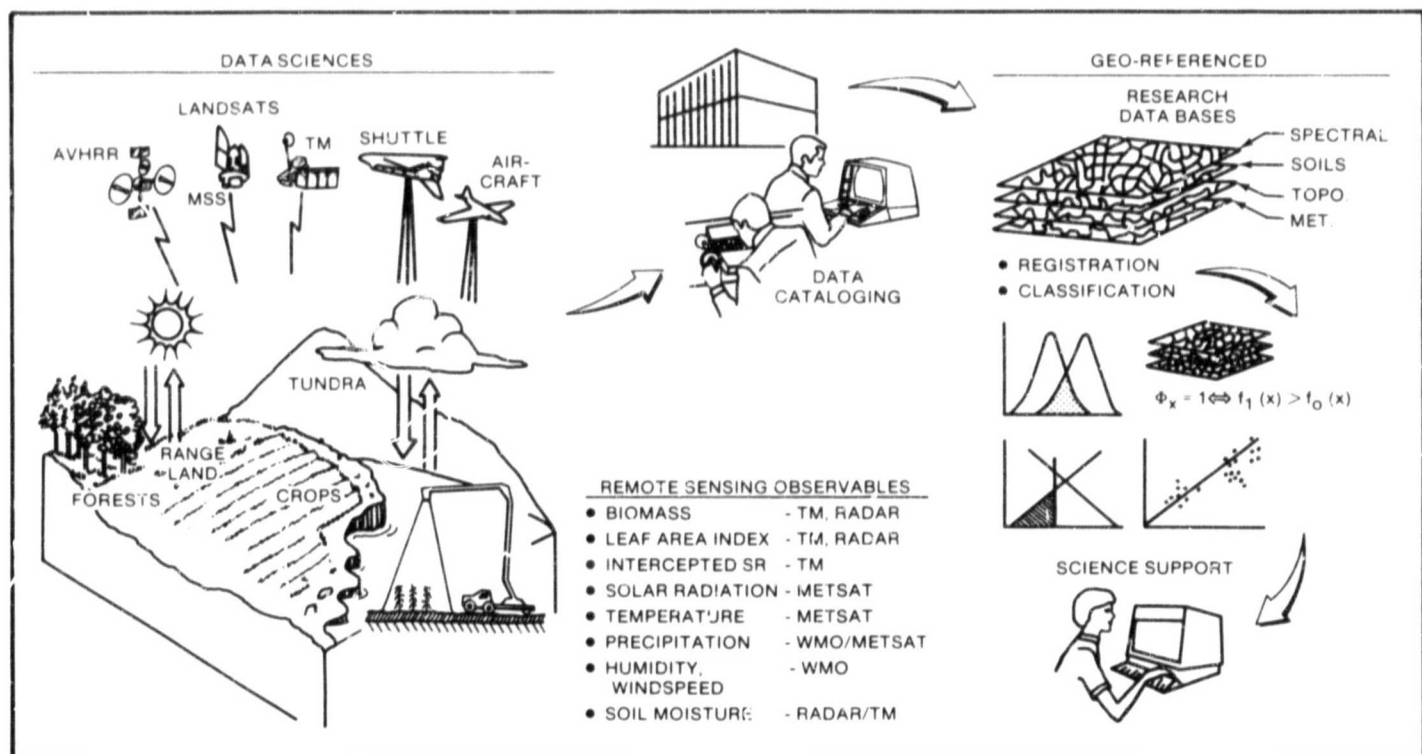 DATA SCIENCES
LANDSATS
AVHRR
MSS
TM
SHUTTLE
AIR-
CRAFT
TUNDRA
RANGE
LAND
FORESTS
CROPS
DATA
CATALOGING
REMOTE SENSING OBSERVABLES
• BIOMASS - TM, RADAR
• LEAF AREA INDEX - TM, RADAR
• INTERCEPTED SR - TM
• SOLAR RADIATION - METSAT
• TEMPERATURE - METSAT
• PRECIPITATION - WMO/METSAT
• HUMIDITY, - WMO
WINDSPEED
• SOIL MOISTURE - RADAR/TM
GEO-REFERENCED
RESEARCH
DATA BASES
SPECTRAL
SOILS
TOPO.
MET.
• REGISTRATION
• CLASSIFICATION
Φx = 1⇔ f1 (x) > fo (x)
SCIENCE SUPPORT